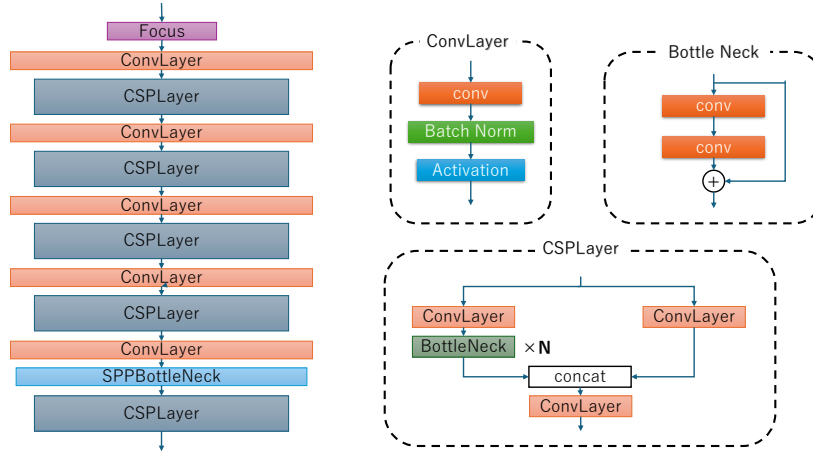 Focus
ConvLayer
CSPLayer
ConvLayer
CSPLayer
ConvLayer
CSPLayer
ConvLayer
CSPLayer
ConvLayer
SPPBottleNeck
CSPLayer
ConvLayer
conv
Batch Norm
Activation
Bottle Neck
conv
conv
+
CSPLayer
ConvLayer
ConvLayer
BottleNeck ×N
concat
ConvLayer